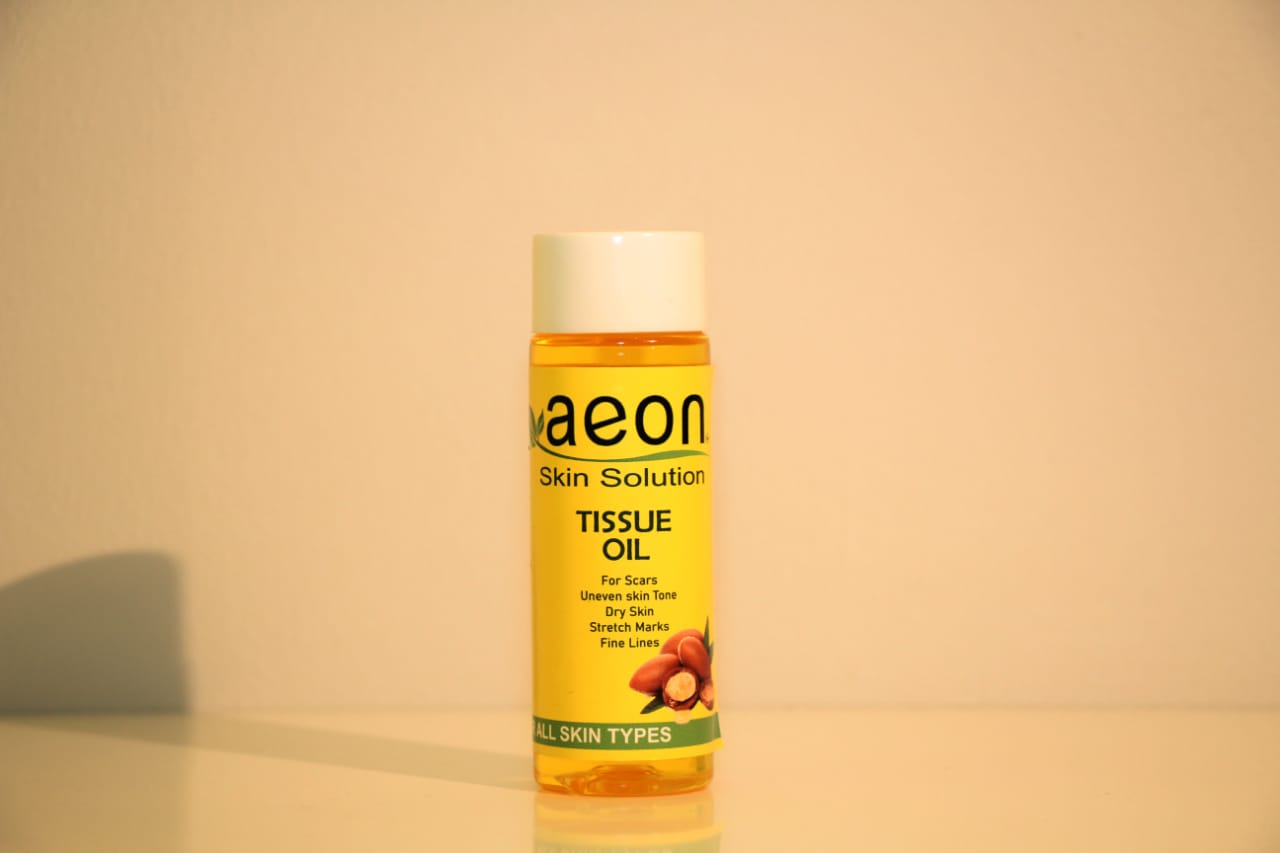 aeon
Skin Solution
TISSUE
OIL
For Scars
Uneven skin Tone
Dry Skin
Stretch Marks
Fine Lines
ALL SKIN TYPES